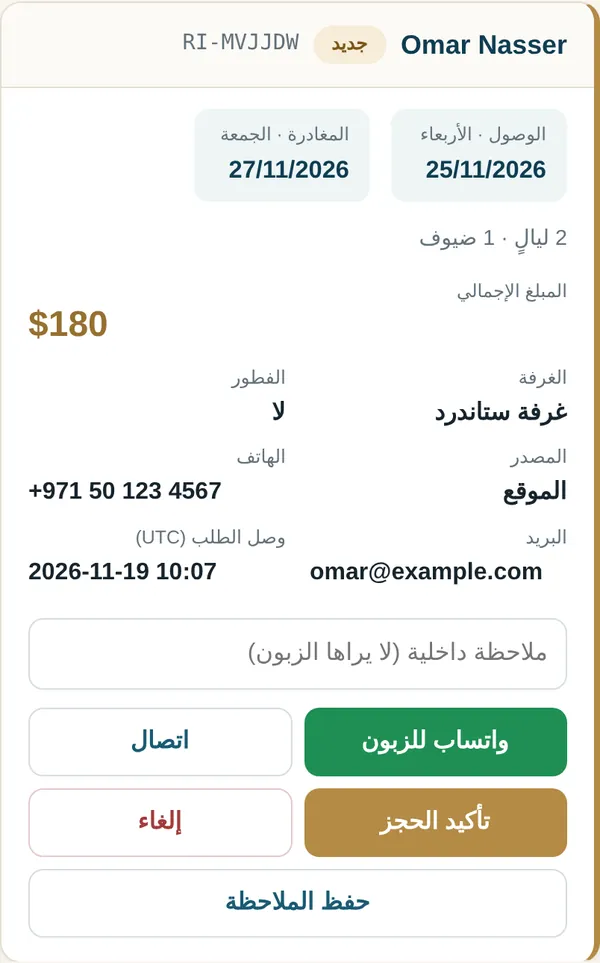 Omar Nasser جديد RI-MVJJDW
الوصول · الأربعاء
25/11/2026
المغادرة · الجمعة
27/11/2026
2 ليالٍ · 1 ضيوف
المبلغ الإجمالي
$180
الغرفة
غرفة ستاندرد
الفطور
لا
المصدر
الموقع
الهاتف
+971 50 123 4567
البريد
omar@example.com
وصل الطلب (UTC)
2026-11-19 10:07
ملاحظة داخلية (لا يراها الزبون)
واتساب للزبون
اتصال
تأكيد الحجز
إلغاء
حفظ الملاحظة